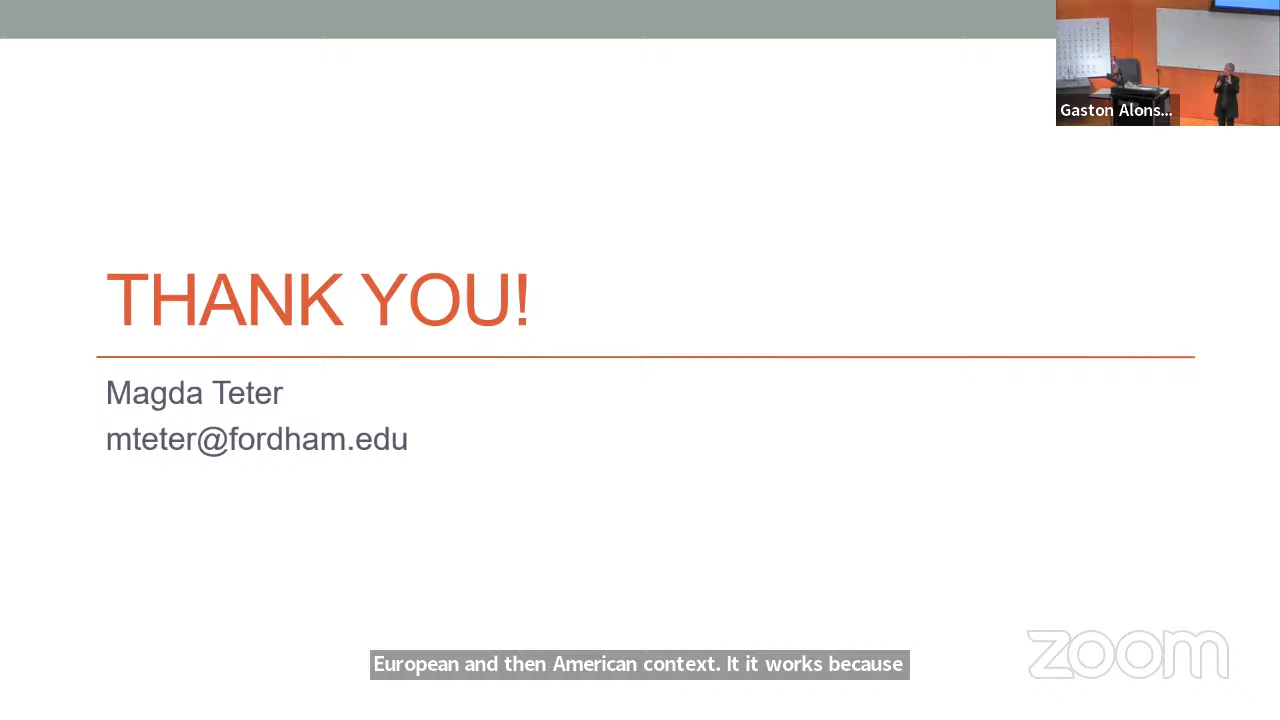 Gaston Alons...
THANK YOU!
Magda Teter
mteter@fordham.edu
European and then American context. It it works because
zoom